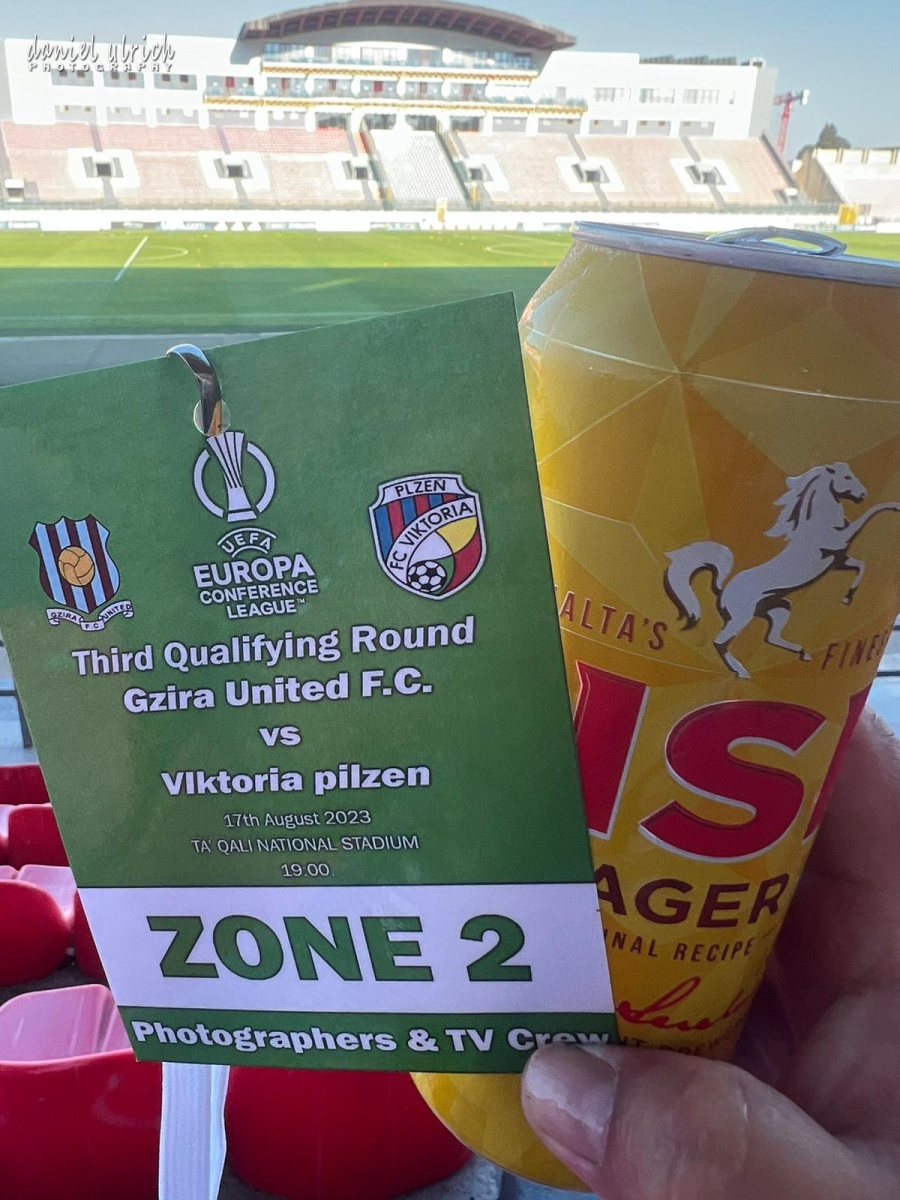 daniel ulrich
PHOTOGRAPHY
PLZEŇ
FC VIKTORIA
GZIRA UNITED
F.C
UEFA
EUROPA
CONFERENCE
LEAGUE™
Third Qualifying Round
Gzira United F.C.
vs
VIktoria pilzen
17th August 2023
TA' QALI NATIONAL STADIUM
19:00
ZONE 2
Photographers & TV Crew
ALTA'S
FINES
ISK
AGER
INAL RECIPE